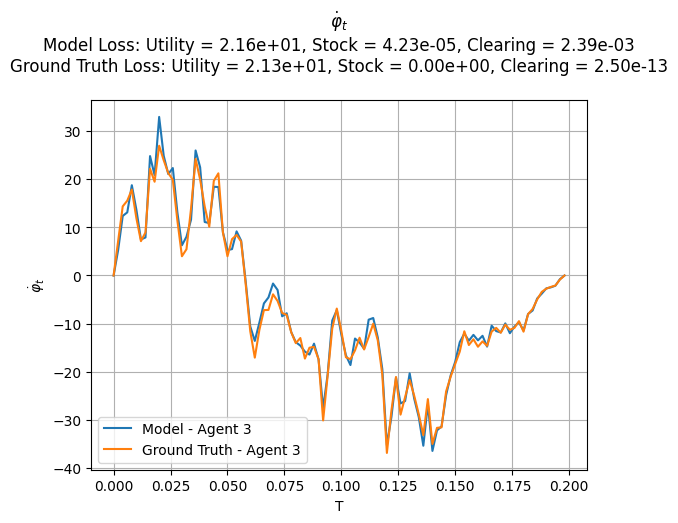 φ̇ₜ
Model Loss: Utility = 2.16e+01, Stock = 4.23e-05, Clearing = 2.39e-03
Ground Truth Loss: Utility = 2.13e+01, Stock = 0.00e+00, Clearing = 2.50e-13
30
20
10
0
−10
−20
−30
−40
φ̇ₜ
Model - Agent 3
Ground Truth - Agent 3
0.000 0.025 0.050 0.075 0.100 0.125 0.150 0.175 0.200
T